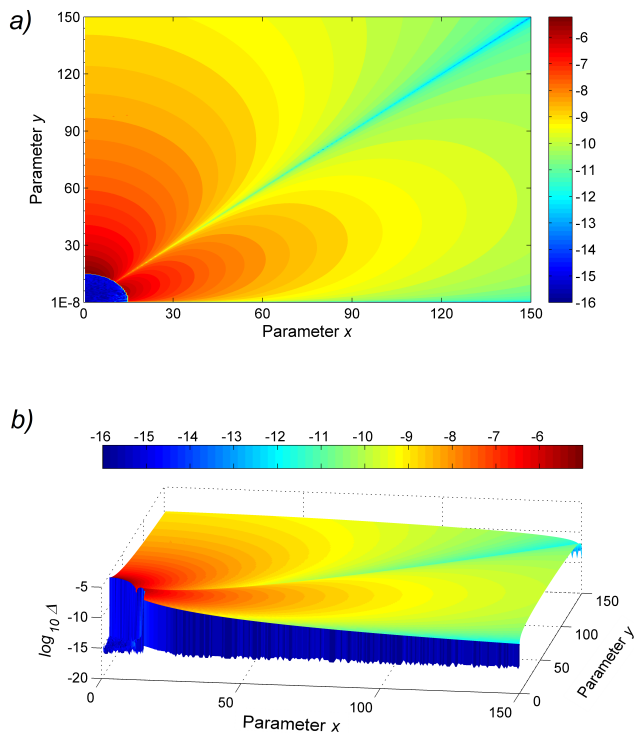 a)
150
120
90
60
30
1E-8
Parameter y
0 30 60 90 120 150
Parameter x
-6
-7
-8
-9
-10
-11
-12
-13
-14
-15
-16
b)
-16 -15 -14 -13 -12 -11 -10 -9 -8 -7 -6
-5
-10
-15
-20
log10 Δ
0 50 100 150
Parameter x
0
50
100
150
Parameter y